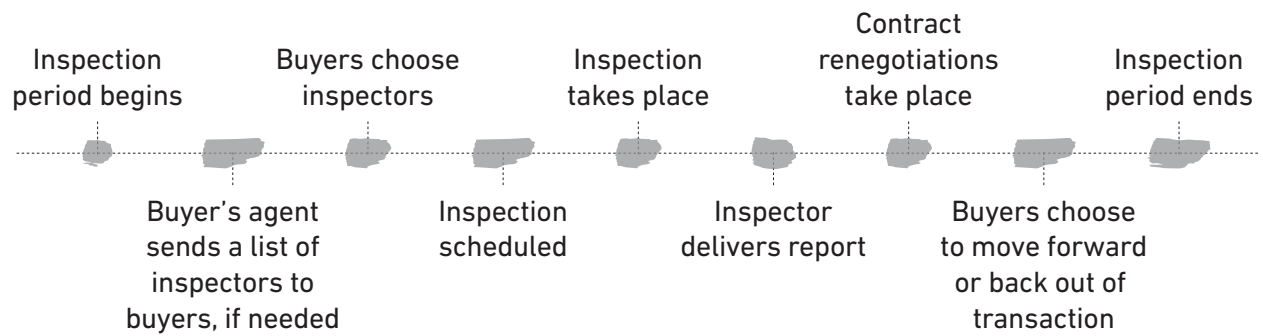 Inspection
period begins
Buyer’s agent
sends a list of
inspectors to
buyers, if needed
Buyers choose
inspectors
Inspection
scheduled
Inspection
takes place
Inspector
delivers report
Contract
renegotiations
take place
Buyers choose
to move forward
or back out of
transaction
Inspection
period ends